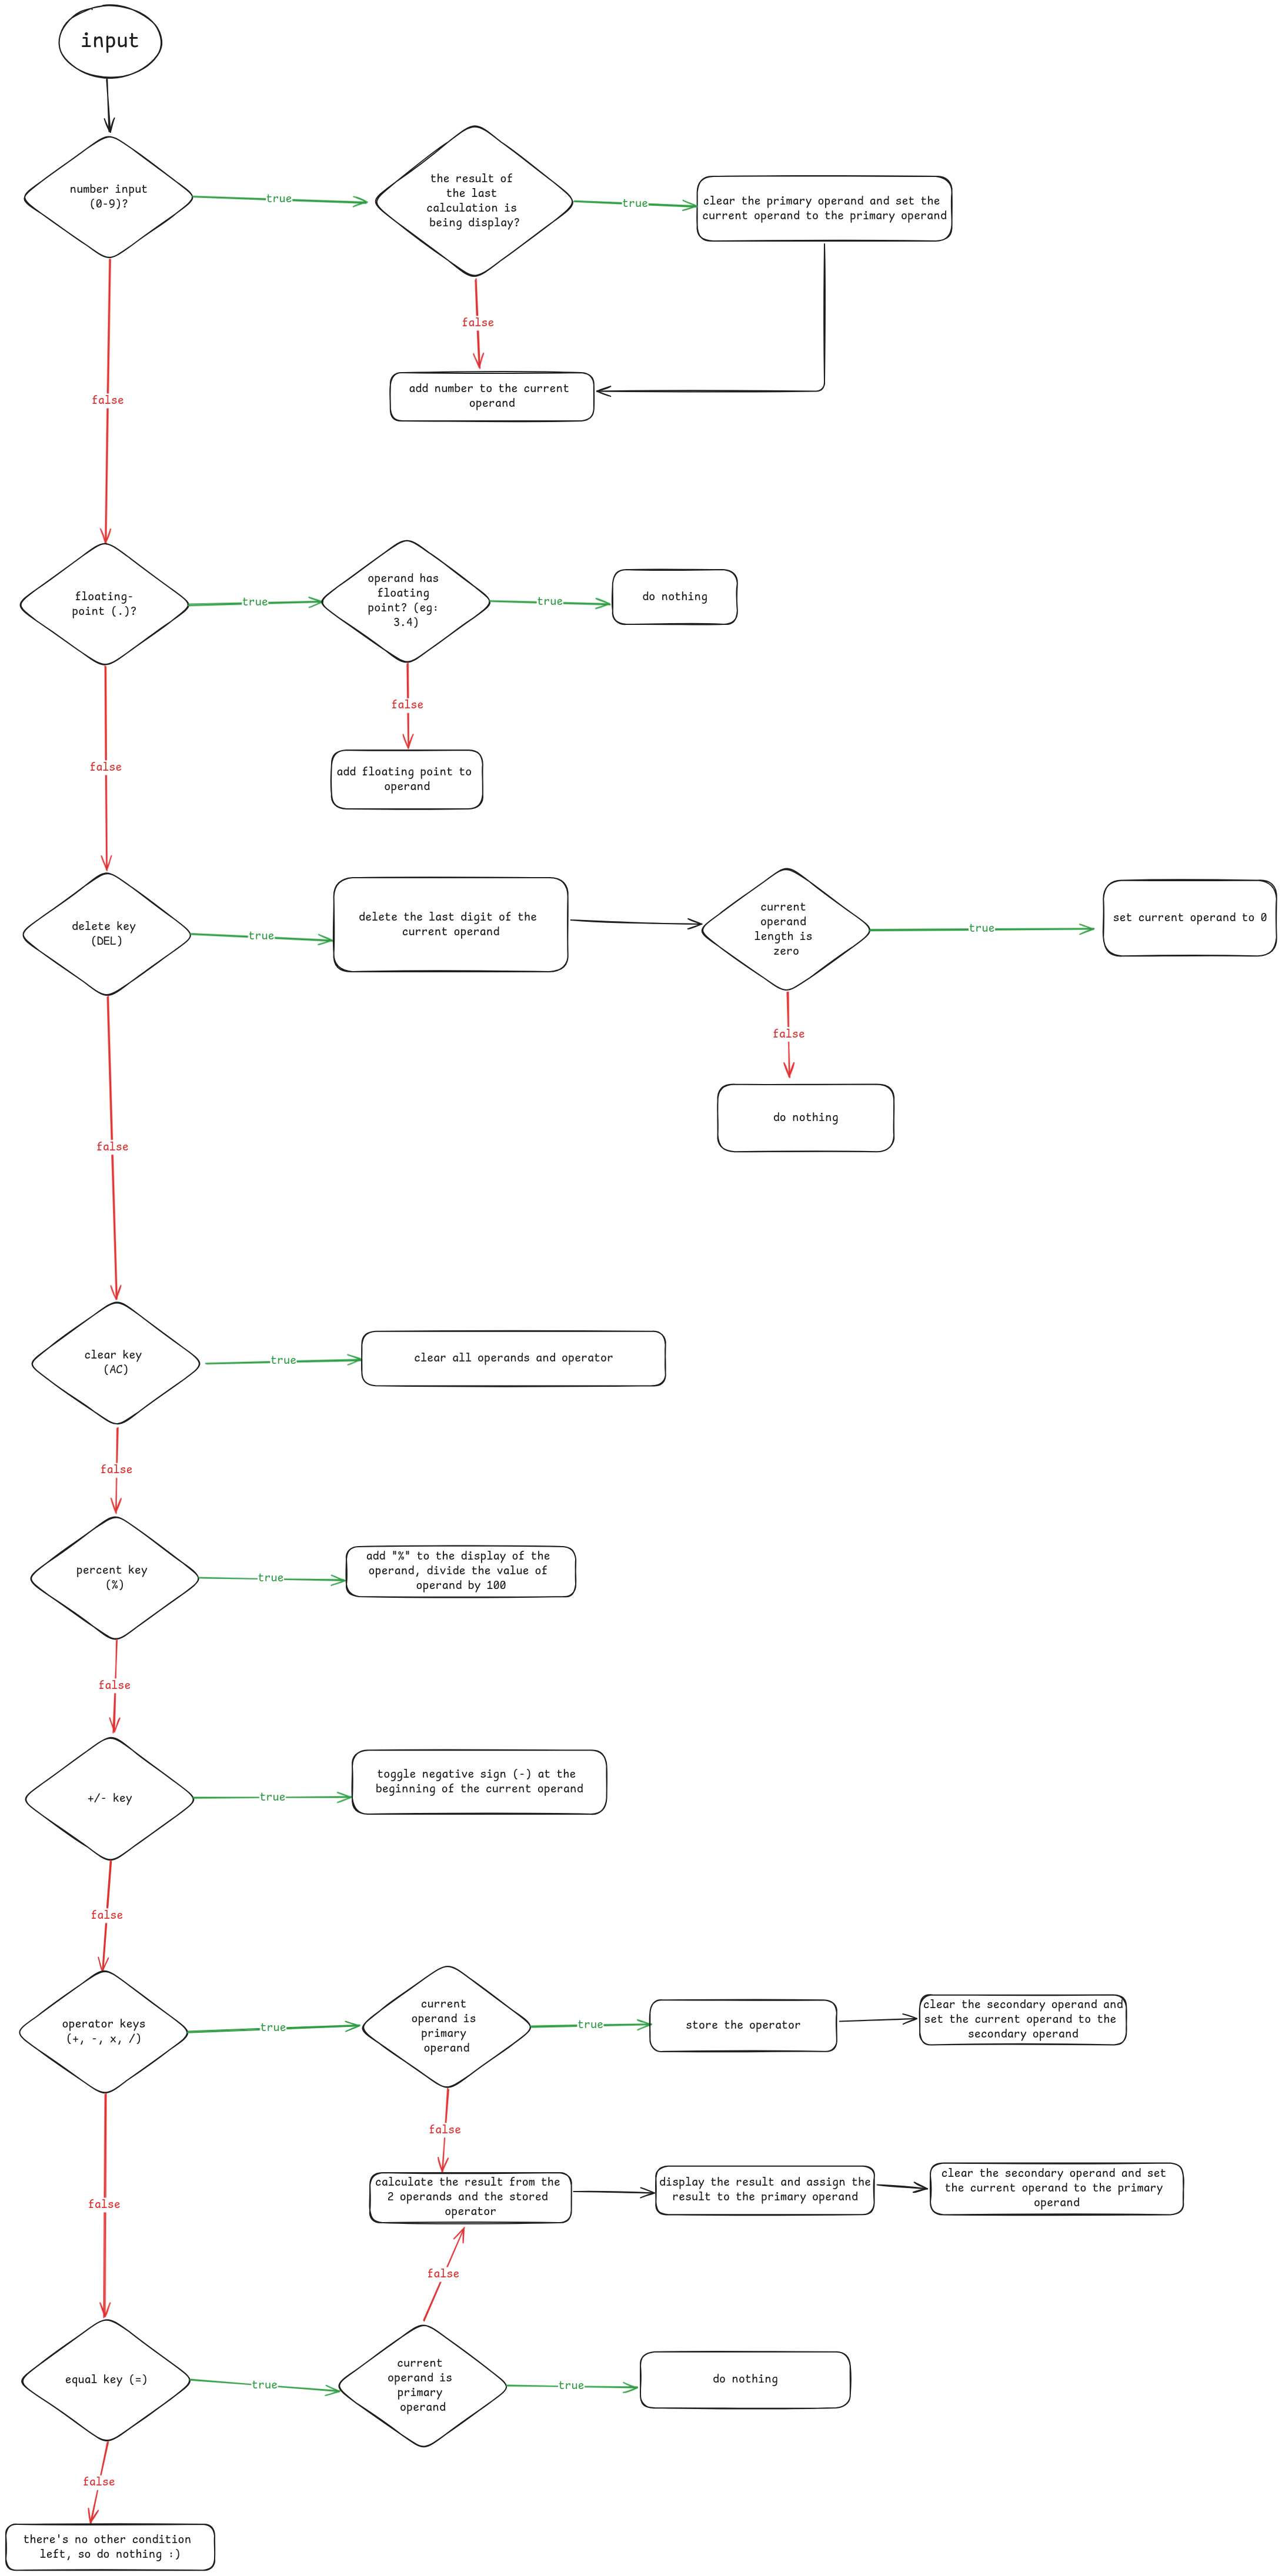 input
number input
(0-9)?
true
the result of
the last
calculation is
being display?
true
clear the primary operand and set the
current operand to the primary operand
false
add number to the current
operand
false
floating-
point (.)?
true
operand has
floating
point? (eg:
3.4)
true
do nothing
false
add floating point to
operand
false
delete key
(DEL)
true
delete the last digit of the
current operand
current
operand
length is
zero
true
set current operand to 0
false
do nothing
false
clear key
(AC)
true
clear all operands and operator
false
percent key
(%)
true
add "%" to the display of the
operand, divide the value of
operand by 100
false
+/- key
true
toggle negative sign (-) at the
beginning of the current operand
false
operator keys
(+, -, x, /)
true
current
operand is
primary
operand
true
store the operator
clear the secondary operand and
set the current operand to the
secondary operand
false
calculate the result from the
2 operands and the stored
operator
display the result and assign the
result to the primary operand
clear the secondary operand and set
the current operand to the primary
operand
false
false
equal key (=)
true
current
operand is
primary
operand
true
do nothing
false
there's no other condition
left, so do nothing :)